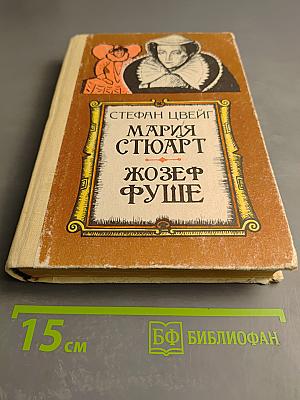 СТЕФАН ЦВЕЙГ
МАРИЯ
СТЮАРТ
ЖОЗЕФ
ФУШЕ
15 см
БФ БИБЛИОФАН